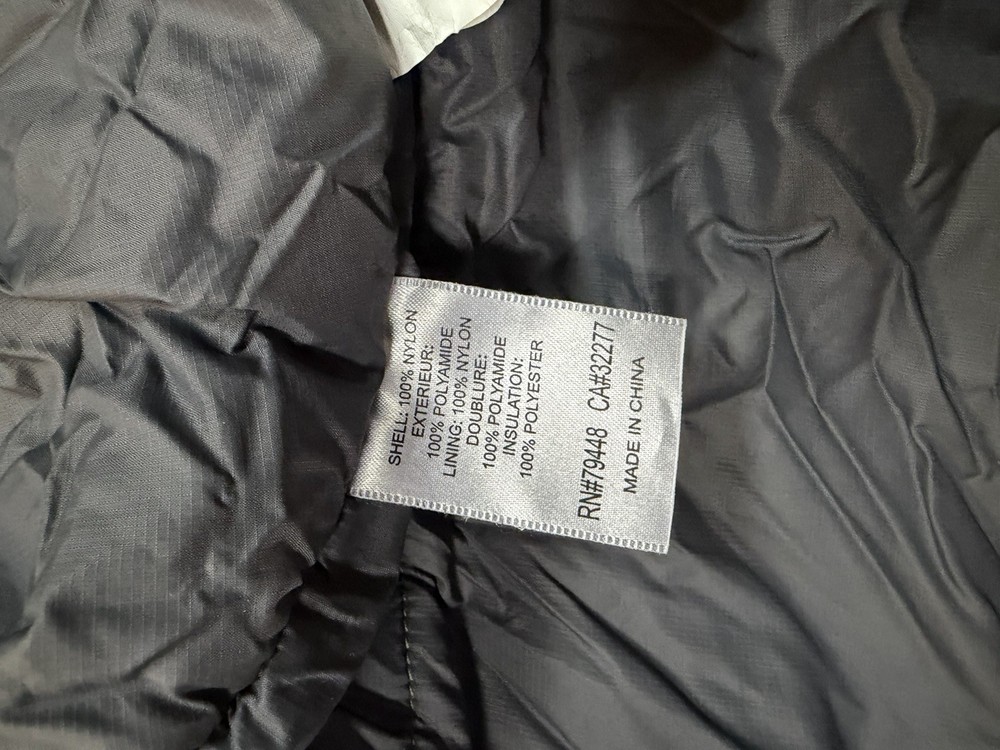 SHELL: 100% NYLON
EXTERIEUR:
100% POLYAMIDE
LINING: 100% NYLON
DOUBLURE:
100% POLYAMIDE
INSULATION:
100% POLYESTER
RN#79448 CA#32277
MADE IN CHINA